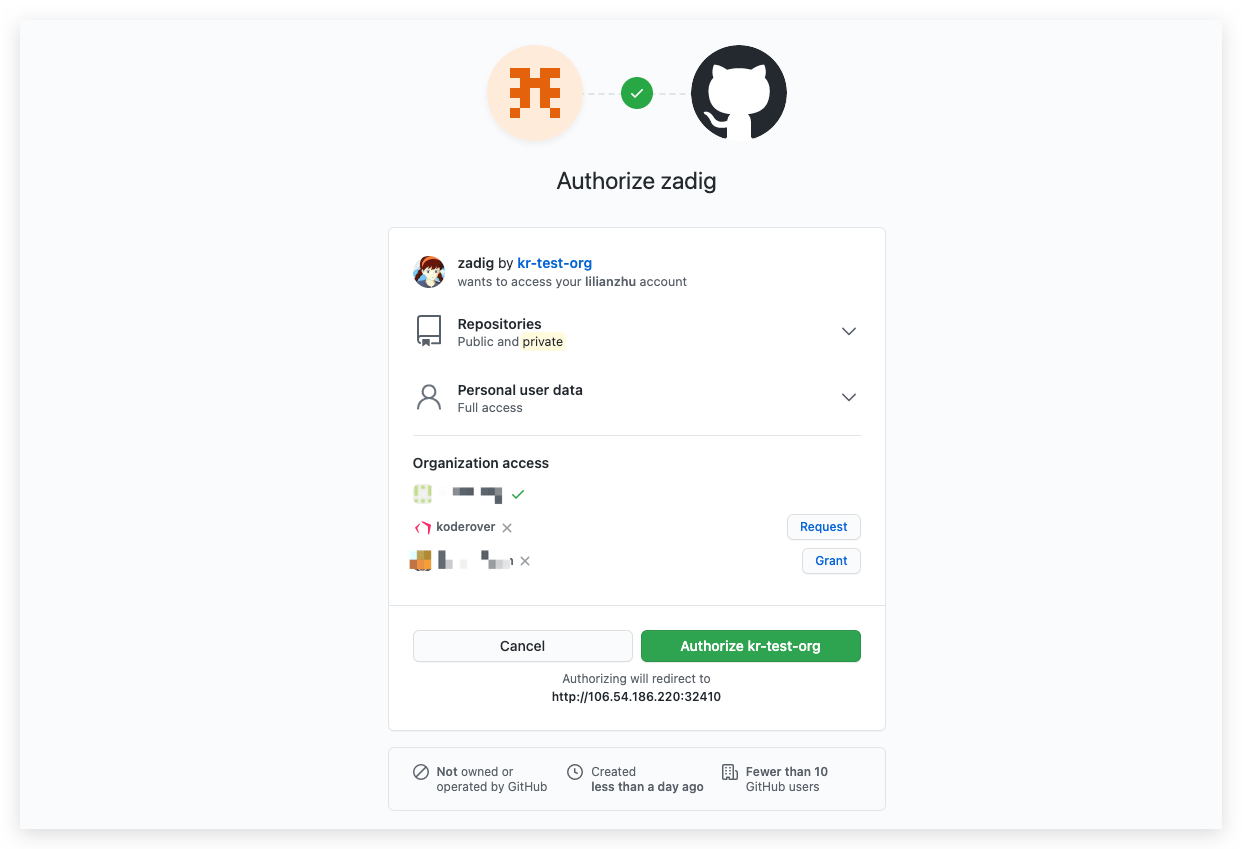 Authorize zadig
zadig by kr-test-org
wants to access your lilianzhu account
Repositories
Public and private
Personal user data
Full access
Organization access
koderover
Request
Grant
Cancel
Authorize kr-test-org
Authorizing will redirect to
http://106.54.186.220:32410
Not owned or
operated by GitHub
Created
less than a day ago
Fewer than 10
GitHub users